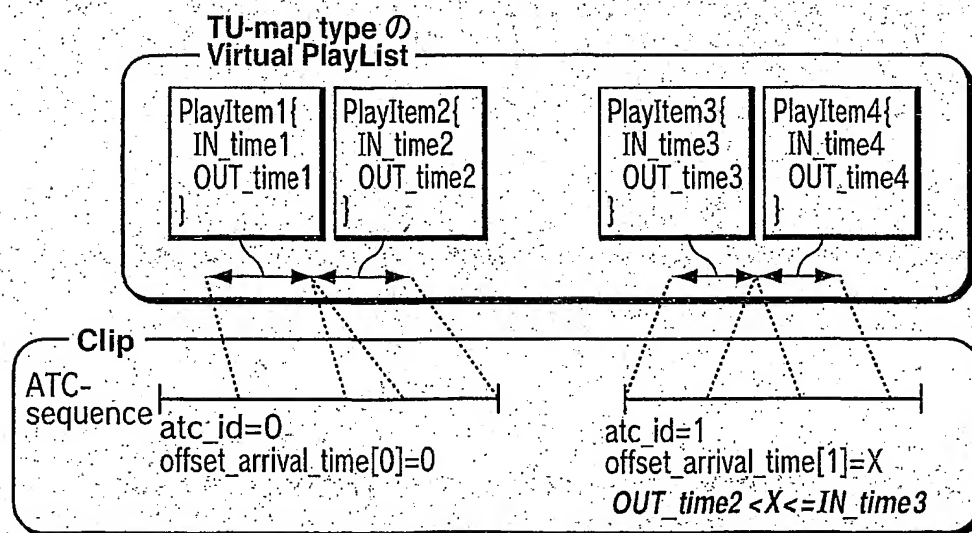 TU-map type の
Virtual PlayList
PlayItem1{
IN_time1
OUT_time1
}
PlayItem2{
IN_time2
OUT_time2
}
PlayItem3{
IN_time3
OUT_time3
}
PlayItem4{
IN_time4
OUT_time4
}
Clip
ATC-
sequence
atc_id=0
offset_arrival_time[0]=0
atc_id=1
offset_arrival_time[1]=X
OUT_time2 <X<=IN_time3